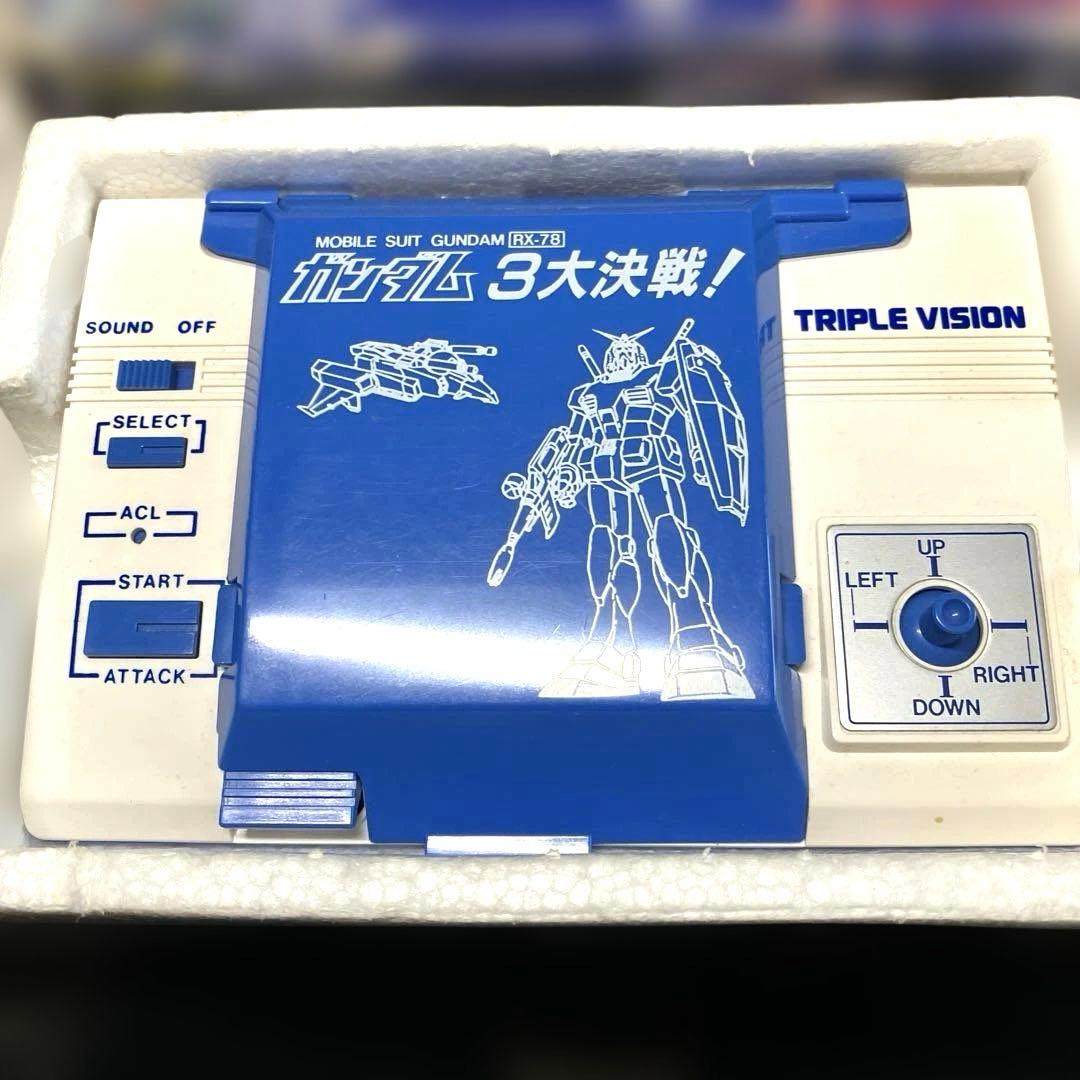 MOBILE SUIT GUNDAM RX-78
ガンダム 3大決戦!
TRIPLE VISION
SOUND OFF
SELECT
ACL
START
ATTACK
UP
LEFT
RIGHT
DOWN